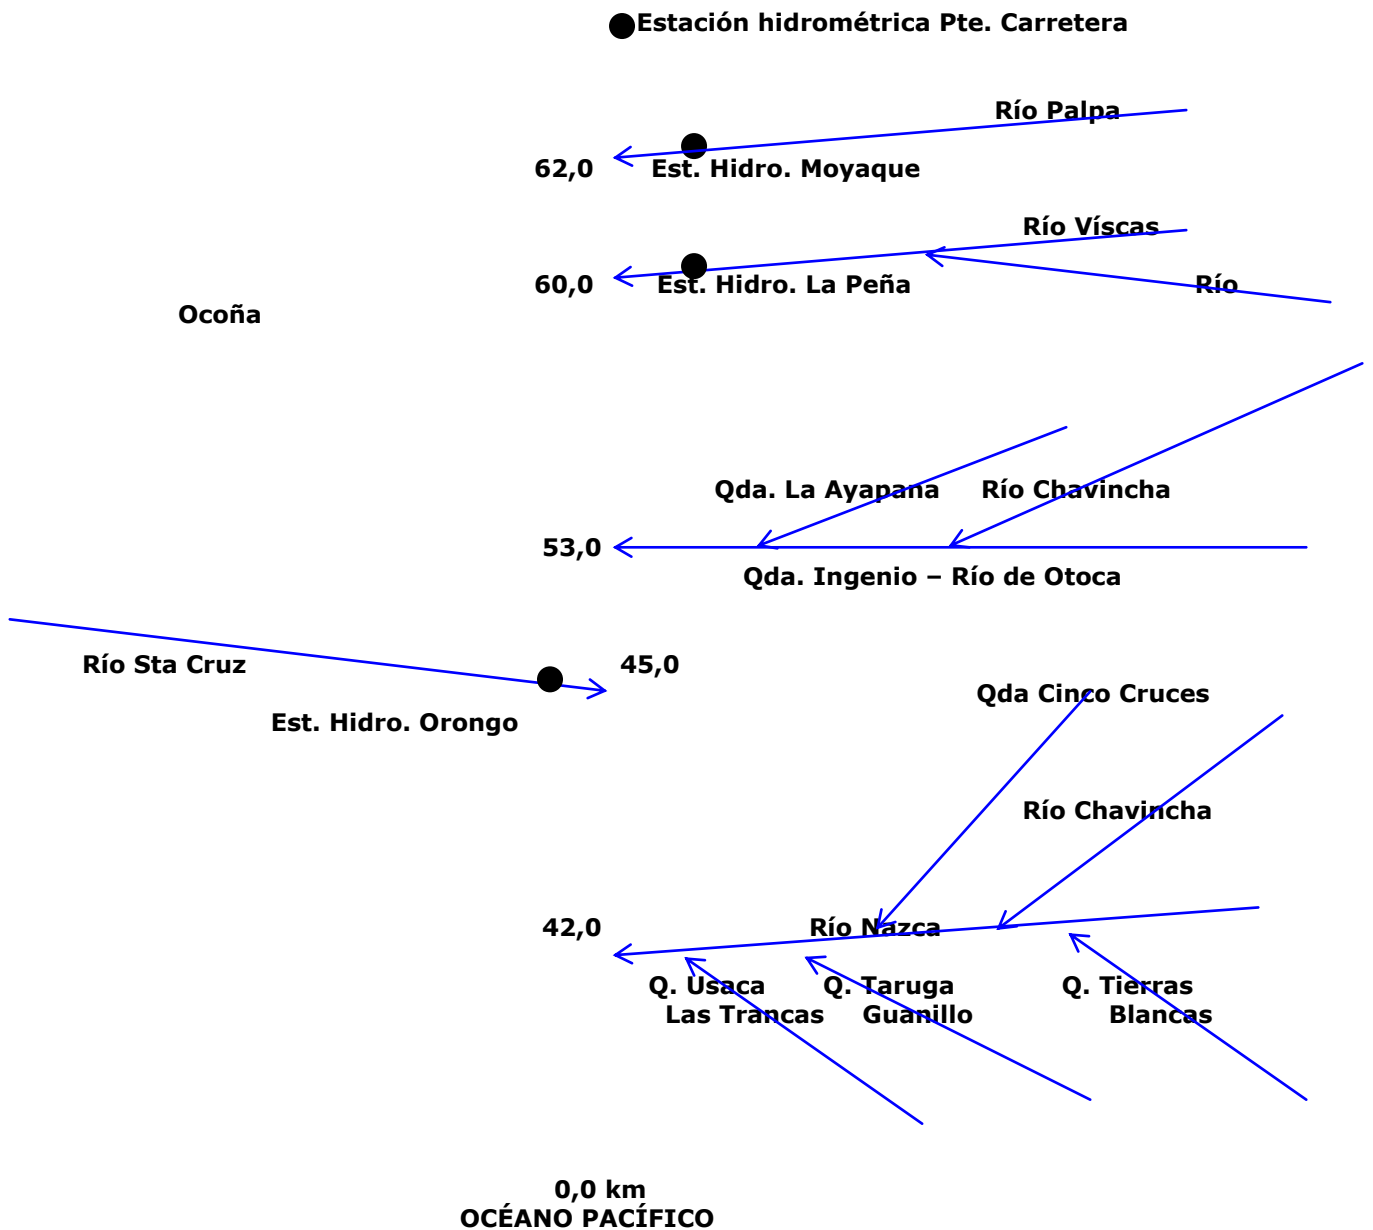 Estación hidrométrica Pte. Carretera
Río Palpa
62,0 Est. Hidro. Moyaque
Río Víscas
60,0 Est. Hidro. La Peña Río
Ocoña
Qda. La Ayapana Río Chavincha
53,0
Qda. Ingenio – Río de Otoca
Río Sta Cruz 45,0
Qda Cinco Cruces
Est. Hidro. Orongo
Río Chavincha
42,0 Río Nazca
Q. Usaca Q. Taruga Q. Tierras
Las Trancas Guanillo Blancas
0,0 km
OCÉANO PACÍFICO